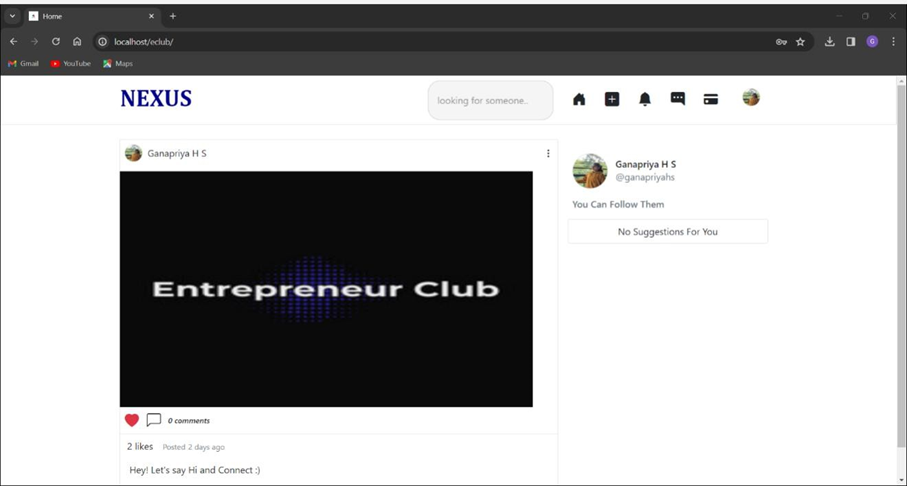 Home
localhost/eclub/
G
Gmail YouTube Maps
NEXUS
looking for someone..
Ganapriya H S
Entrepreneur Club
0 comments
2 likes Posted 2 days ago
Hey! Let's say Hi and Connect :)
Ganapriya H S
@ganapriyahs
You Can Follow Them
No Suggestions For You